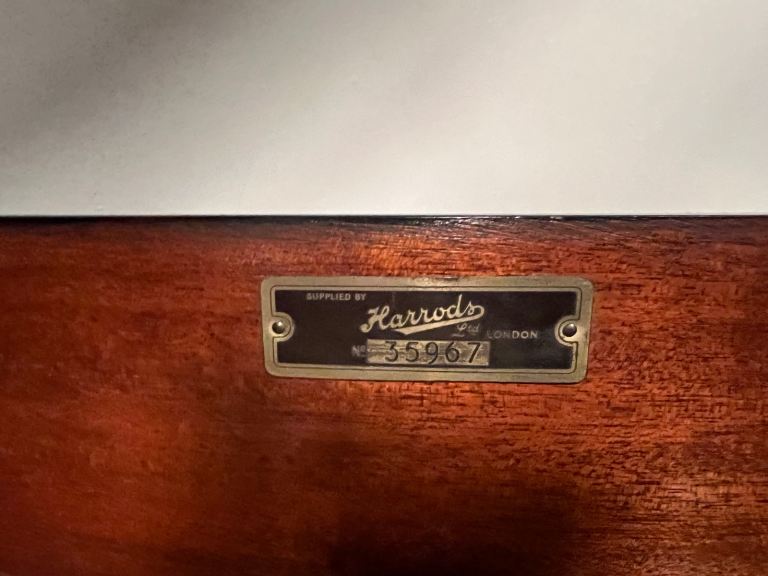 SUPPLIED BY
Harrods
Ltd LONDON
No 35967